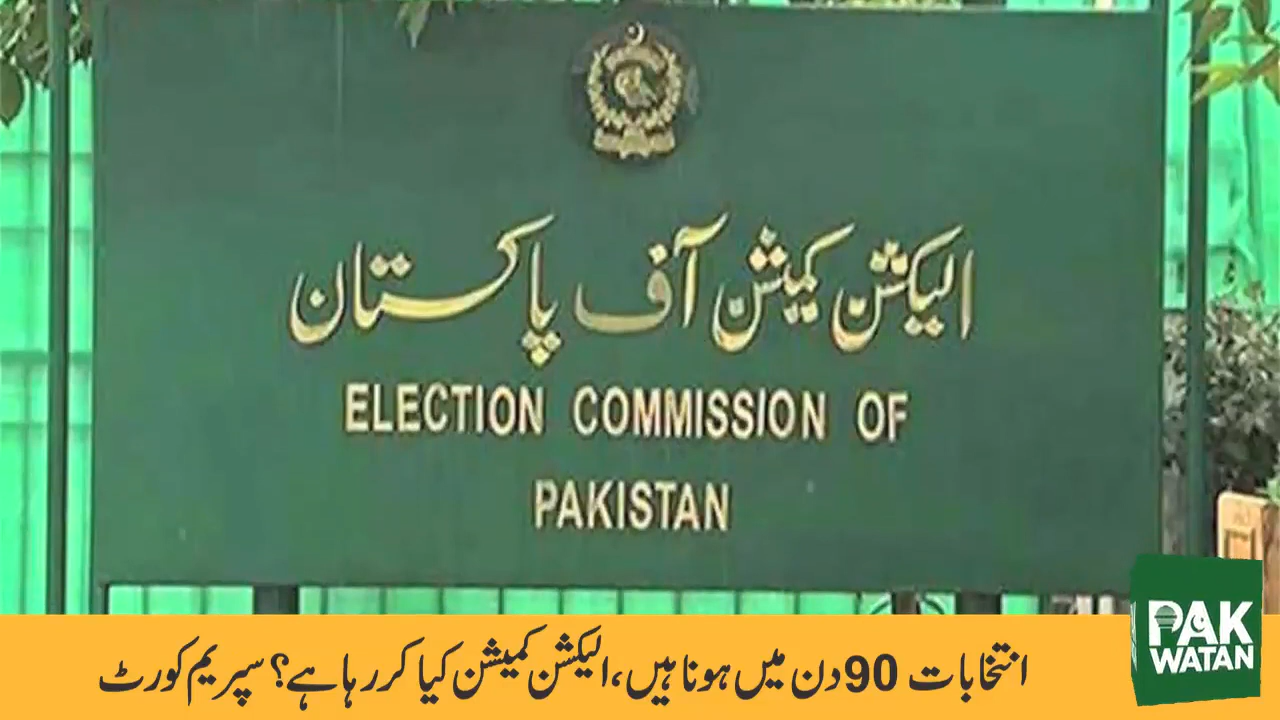 الیکشن کمیشن آف پاکستان
ELECTION COMMISSION OF
PAKISTAN
انتخابات 90 دن میں ہونا ہیں، الیکشن کمیشن کیا کر رہا ہے؟ سپریم کورٹ
PAK
WATAN